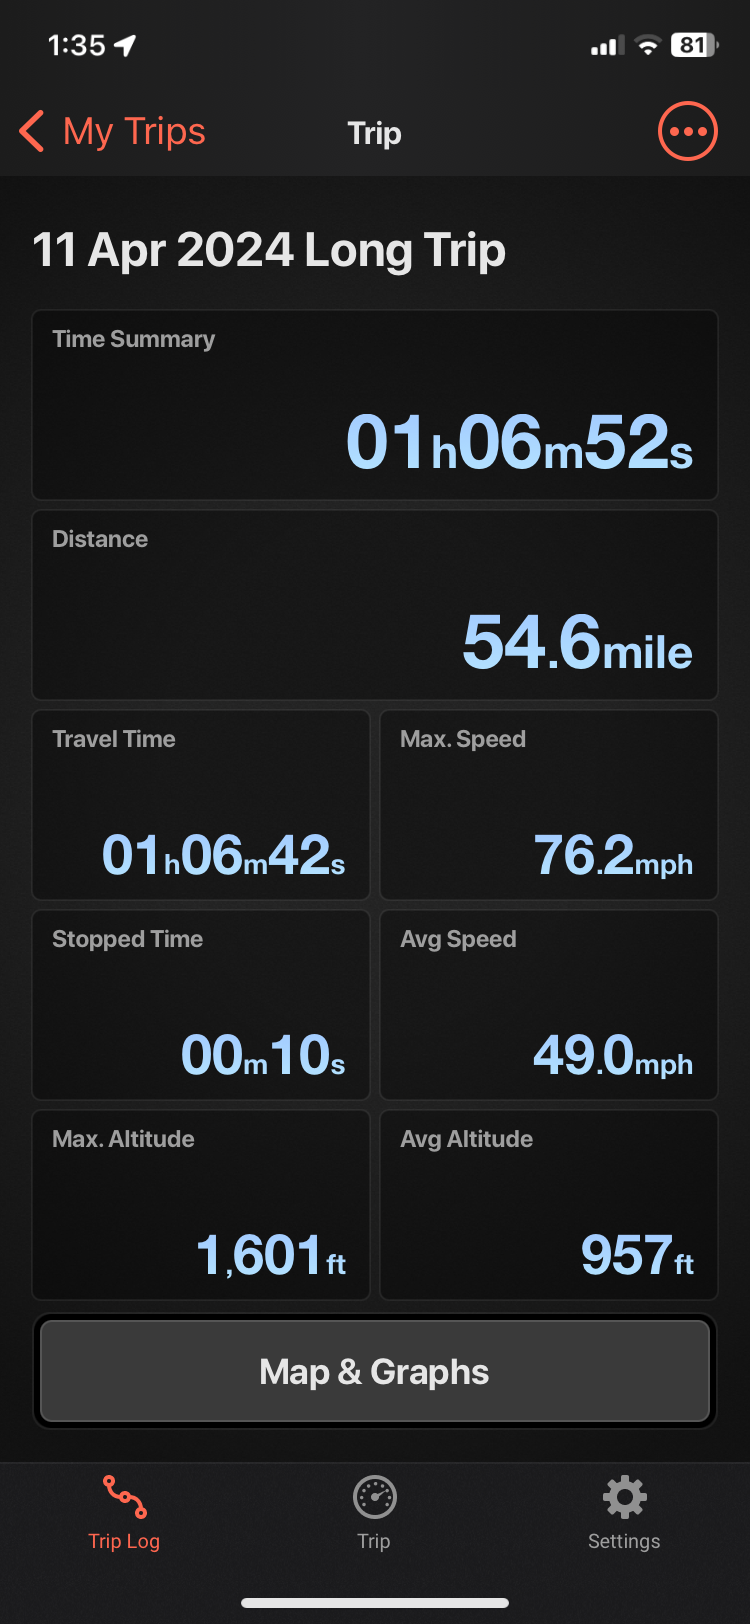 1:35
81
My Trips
Trip
11 Apr 2024 Long Trip
Time Summary
01h06m52s
Distance
54.6mile
Travel Time
01h06m42s
Max. Speed
76.2mph
Stopped Time
00m10s
Avg Speed
49.0mph
Max. Altitude
1,601ft
Avg Altitude
957ft
Map & Graphs
Trip Log
Trip
Settings